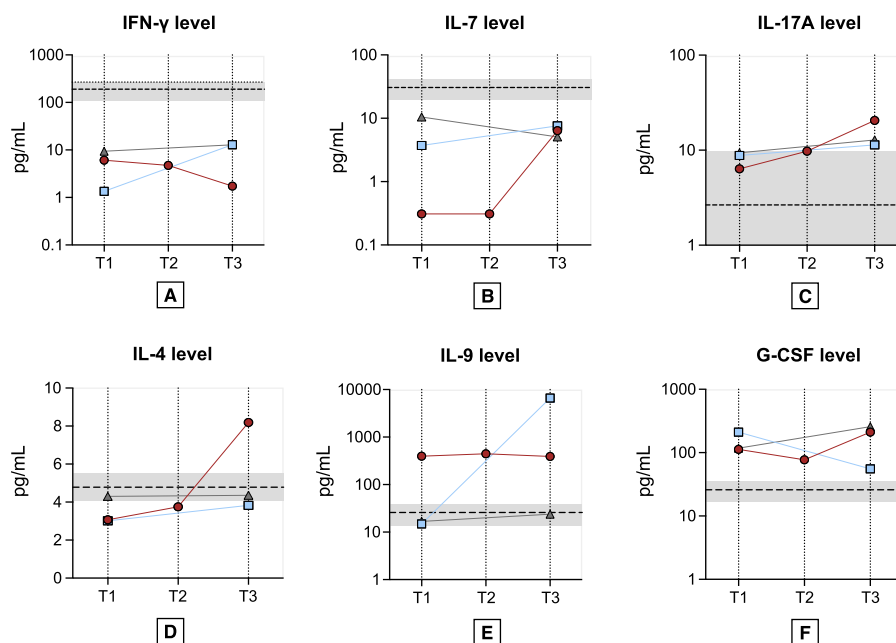 IFN-γ level
pg/mL
1000
100
10
1
0.1
T1 T2 T3
A
IL-7 level
pg/mL
100
10
1
0.1
T1 T2 T3
B
IL-17A level
pg/mL
100
10
1
T1 T2 T3
C
IL-4 level
pg/mL
10
8
6
4
2
0
T1 T2 T3
D
IL-9 level
pg/mL
10000
1000
100
10
1
T1 T2 T3
E
G-CSF level
pg/mL
1000
100
10
1
T1 T2 T3
F